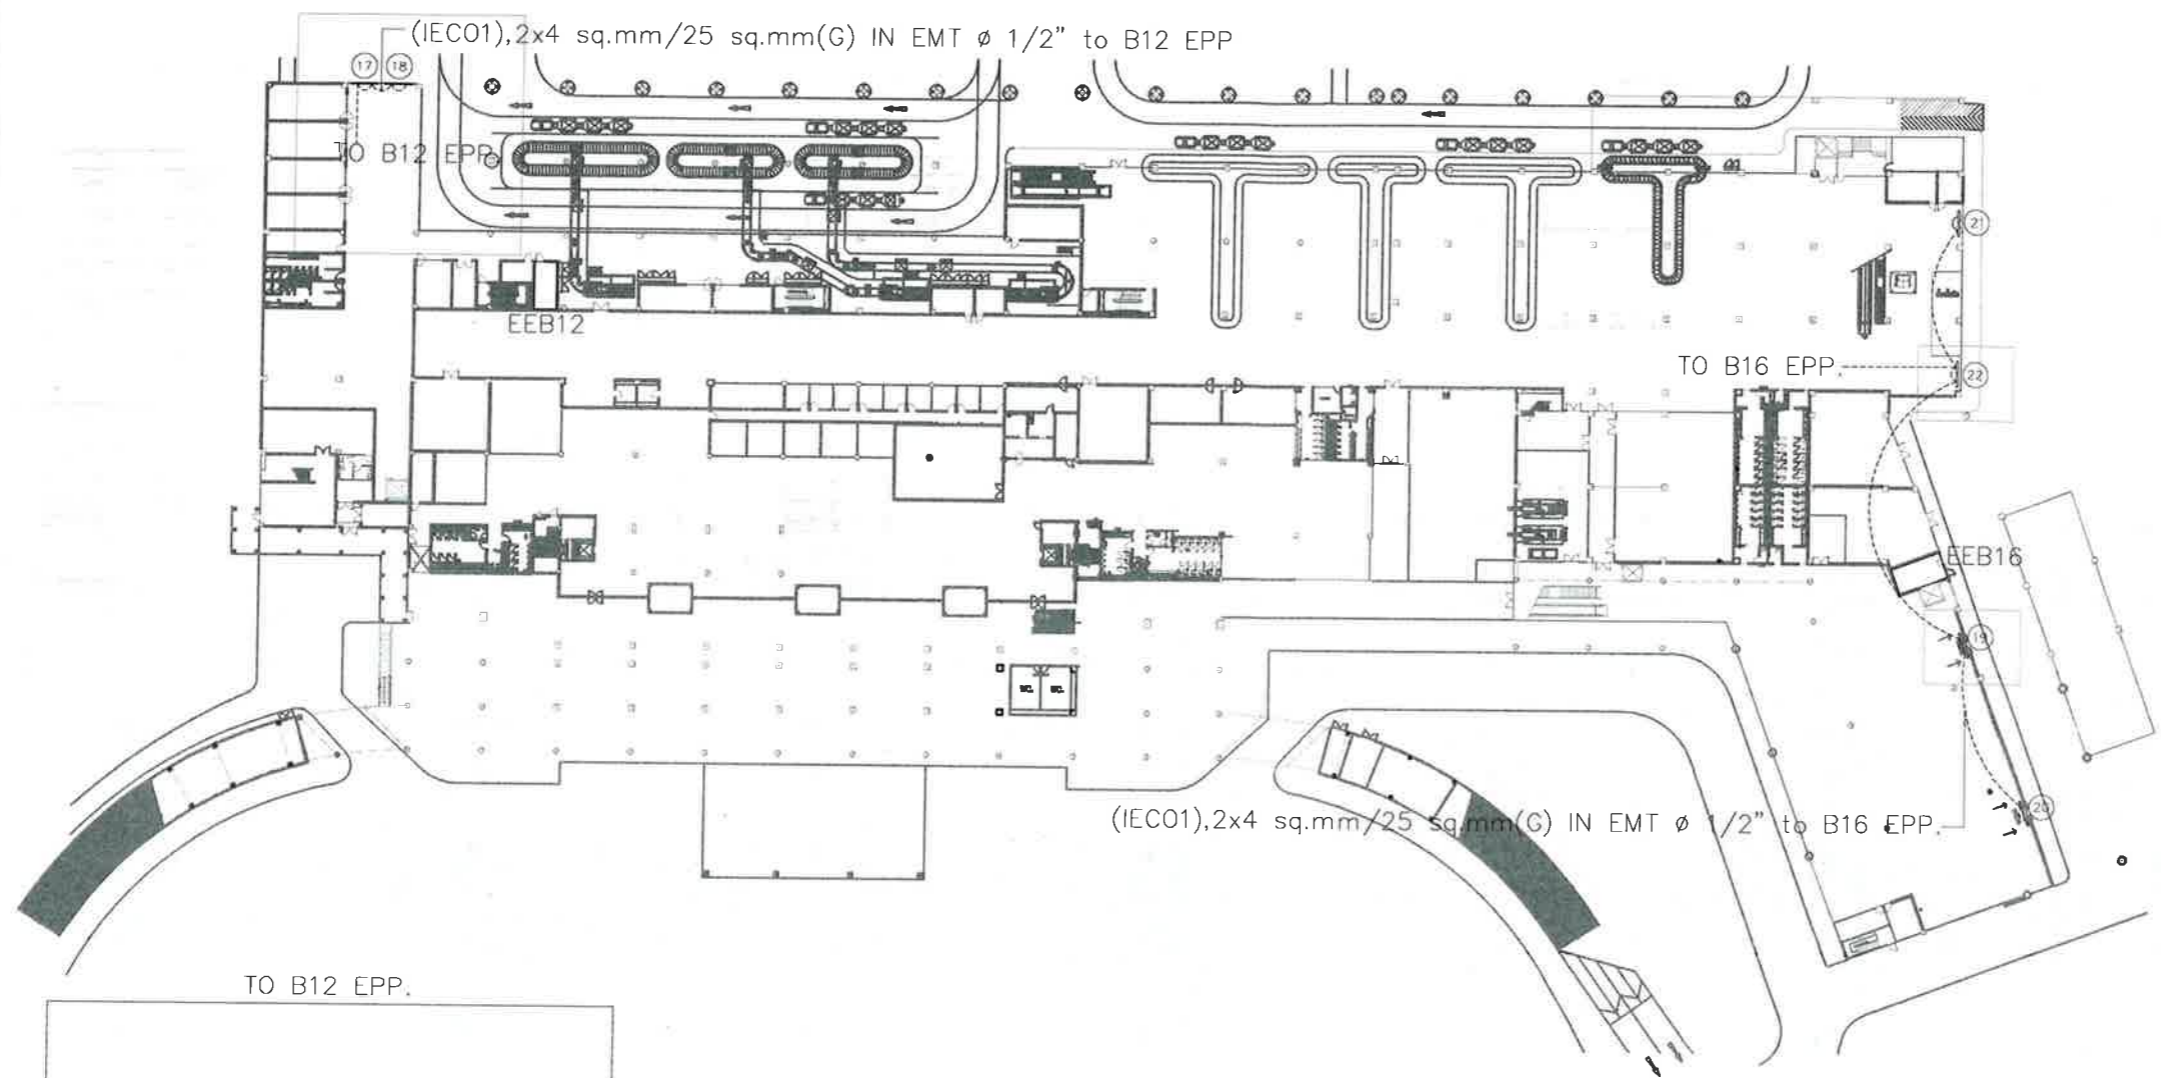 (IEC01),2x4 sq.mm/25 sq.mm(G) IN EMT ø 1/2" to B12 EPP
17 18
TO B12 EPP.
21
EEB12
TO B16 EPP.
22
EEB16
19
(IEC01),2x4 sq.mm/25 sq.mm(G) IN EMT ø 1/2" to B16 EPP.
20
TO B12 EPP.